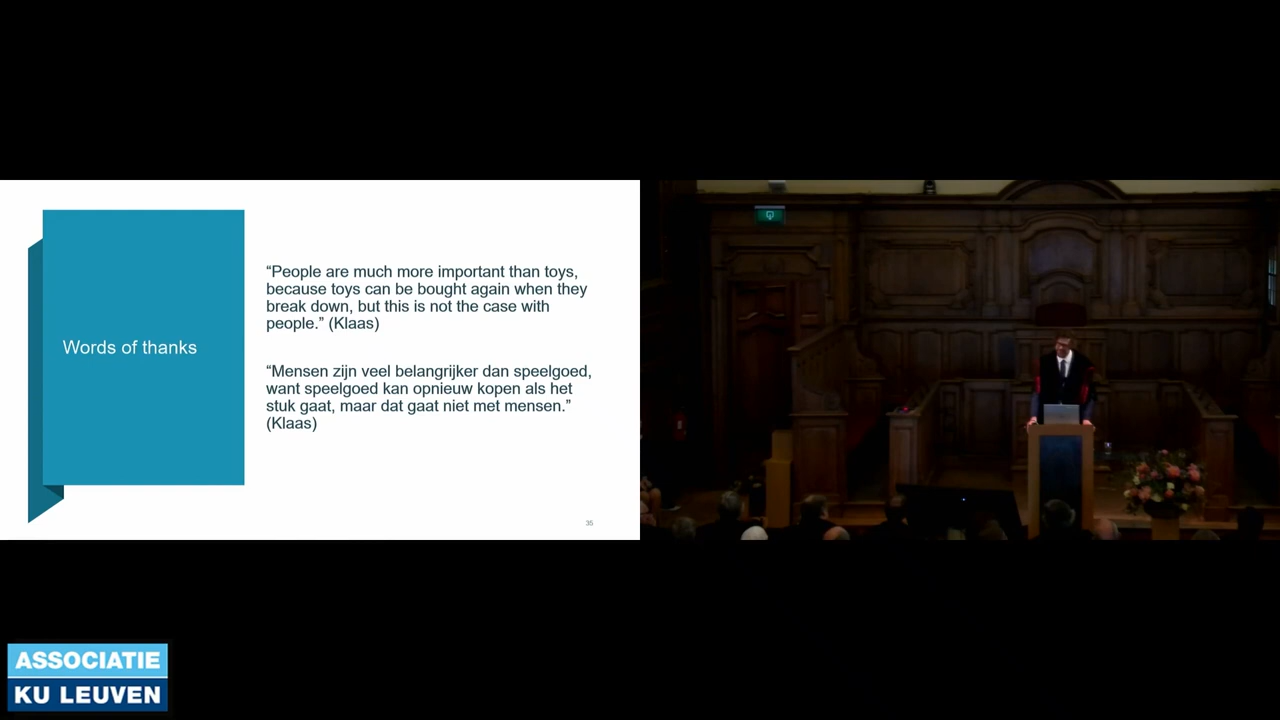 Words of thanks
“People are much more important than toys,
because toys can be bought again when they
break down, but this is not the case with
people.” (Klaas)
“Mensen zijn veel belangrijker dan speelgoed,
want speelgoed kan opnieuw kopen als het
stuk gaat, maar dat gaat niet met mensen.”
(Klaas)
35
ASSOCIATIE
KU LEUVEN